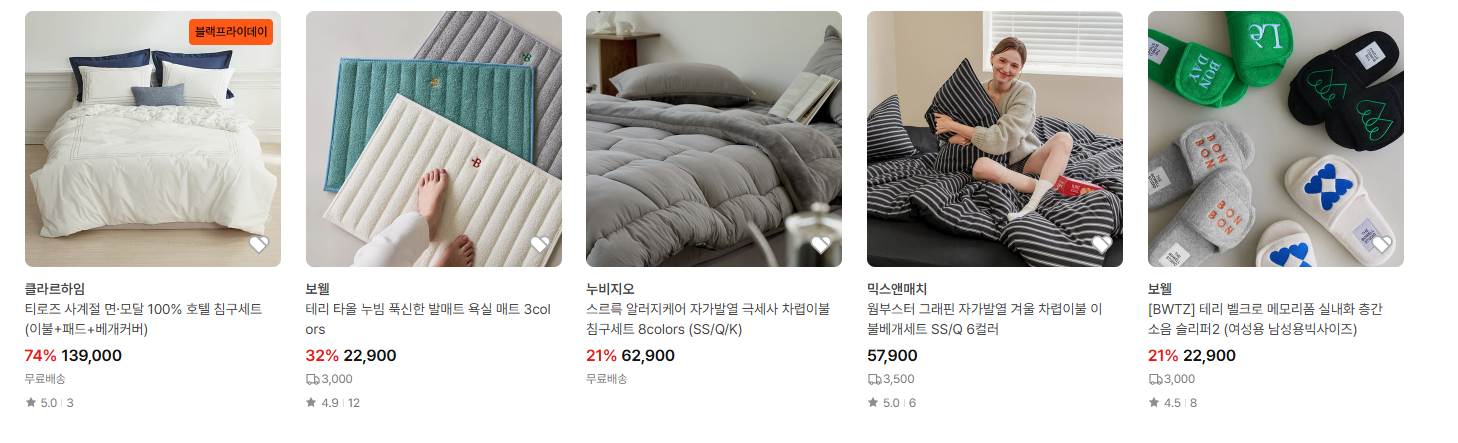 블랙프라이데이
Lè
BON
DAY
BON
BON
BON
BON
클라르하임
티로즈 사계절 면·모달 100% 호텔 침구세트
(이불+패드+베개커버)
74% 139,000
무료배송
★ 5.0 | 3
보웰
테리 타올 누빔 푹신한 발매트 욕실 매트 3col
ors
32% 22,900
3,000
★ 4.9 | 12
누비지오
스르륵 알러지케어 자가발열 극세사 차렵이불
침구세트 8colors (SS/Q/K)
21% 62,900
무료배송
믹스앤매치
웜부스터 그래핀 자가발열 겨울 차렵이불 이
불베개세트 SS/Q 6컬러
57,900
3,500
★ 5.0 | 6
보웰
[BWTZ] 테리 벨크로 메모리폼 실내화 층간
소음 슬리퍼2 (여성용 남성용빅사이즈)
21% 22,900
3,000
★ 4.5 | 8